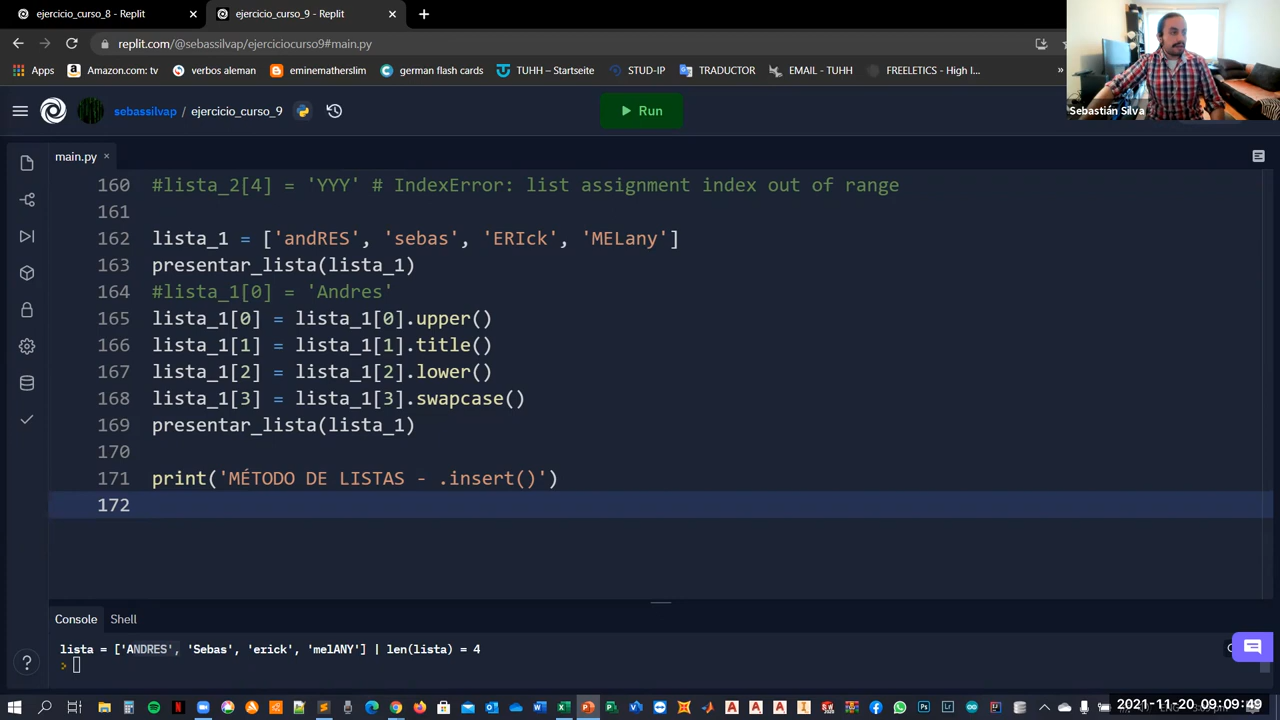 ejercicio_curso_8 - Replit
ejercicio_curso_9 - Replit
replit.com/@sebassilvap/ejerciciocurso9#main.py
Apps
Amazon.com: tv
verbos aleman
eminematherslim
german flash cards
TUHH – Startseite
STUD-IP
TRADUCTOR
EMAIL - TUHH
FREELETICS - High I...
»
Sebastián Silva
sebassilvap / ejercicio_curso_9
Run
main.py
160 #lista_2[4] = 'YYY' # IndexError: list assignment index out of range
161
162 lista_1 = ['andRES', 'sebas', 'ERIck', 'MELany']
163 presentar_lista(lista_1)
164 #lista_1[0] = 'Andres'
165 lista_1[0] = lista_1[0].upper()
166 lista_1[1] = lista_1[1].title()
167 lista_1[2] = lista_1[2].lower()
168 lista_1[3] = lista_1[3].swapcase()
169 presentar_lista(lista_1)
170
171 print('MÉTODO DE LISTAS - .insert()')
172
Console
Shell
lista = ['ANDRES', 'Sebas', 'erick', 'melANY'] | len(lista) = 4
>
?
2021-11-20 09:09:49